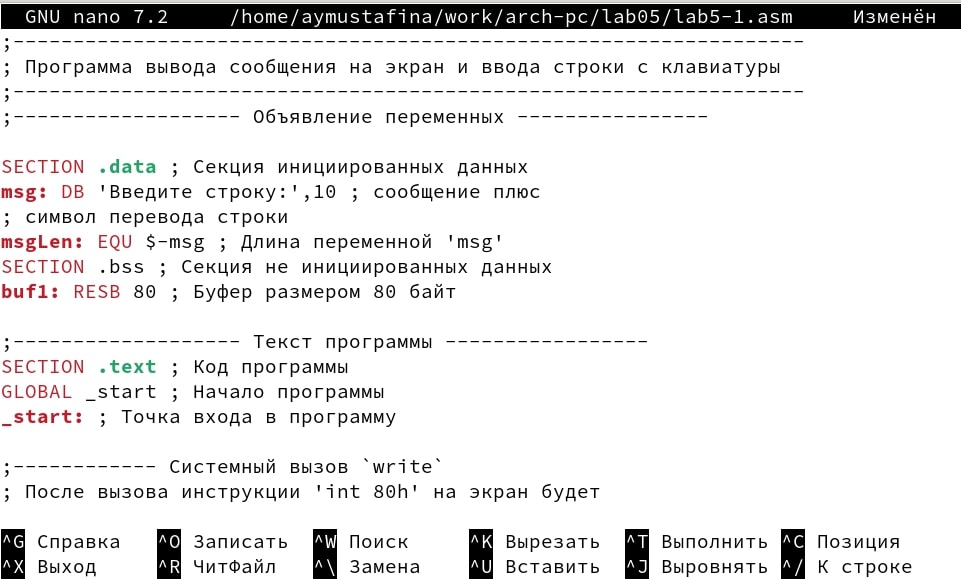 GNU nano 7.2 /home/aymustafina/work/arch-pc/lab05/lab5-1.asm Изменён
;------------------------------------------------------------------
; Программа вывода сообщения на экран и ввода строки с клавиатуры
;------------------------------------------------------------------
;------------------- Объявление переменных ----------------
SECTION .data ; Секция инициированных данных
msg: DB 'Введите строку:',10 ; сообщение плюс
; символ перевода строки
msgLen: EQU $-msg ; Длина переменной 'msg'
SECTION .bss ; Секция не инициированных данных
buf1: RESB 80 ; Буфер размером 80 байт
;------------------- Текст программы -----------------
SECTION .text ; Код программы
GLOBAL _start ; Начало программы
_start: ; Точка входа в программу
;------------ Системный вызов `write`
; После вызова инструкции 'int 80h' на экран будет
^G Справка ^O Записать ^W Поиск ^K Вырезать ^T Выполнить ^C Позиция
^X Выход ^R ЧитФайл ^\ Замена ^U Вставить ^J Выровнять ^/ К строке